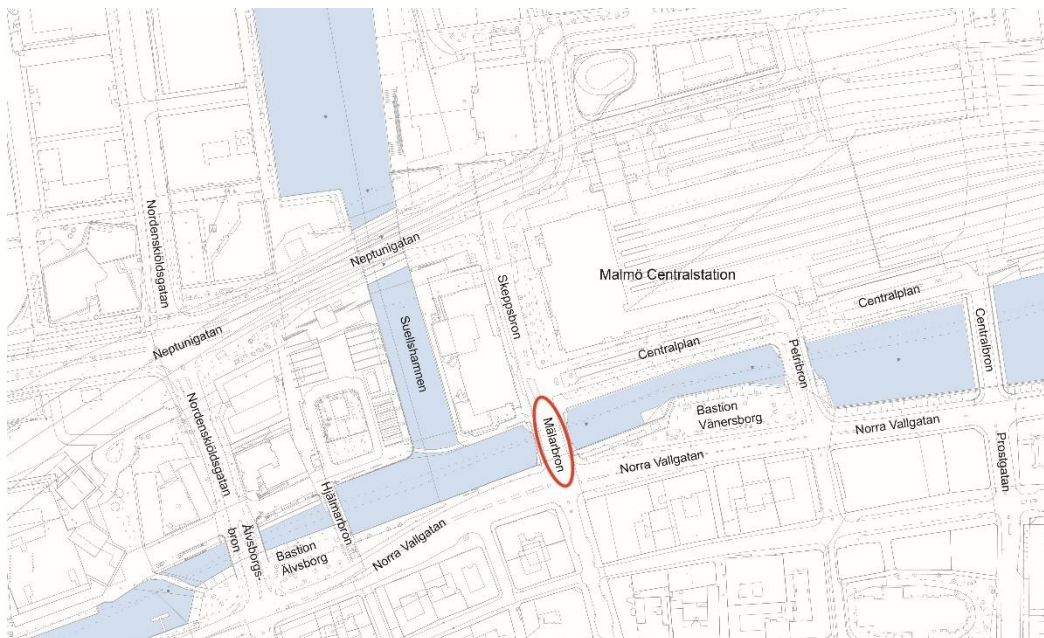 Nordenskiöldsgatan
Neptunigatan
Skeppsbron
Malmö Centralstation
Centralplan
Neptunigatan
Suellshamnen
Centralplan
Petribron
Centralbron
Nordenskiöldsgatan
Mälarbron
Bastion
Vänersborg
Norra Vallgatan
Norra Vallgatan
Prostgatan
Hjälmarbron
Älvsborgs-
bron
Bastion
Älvsborg
Norra Vallgatan